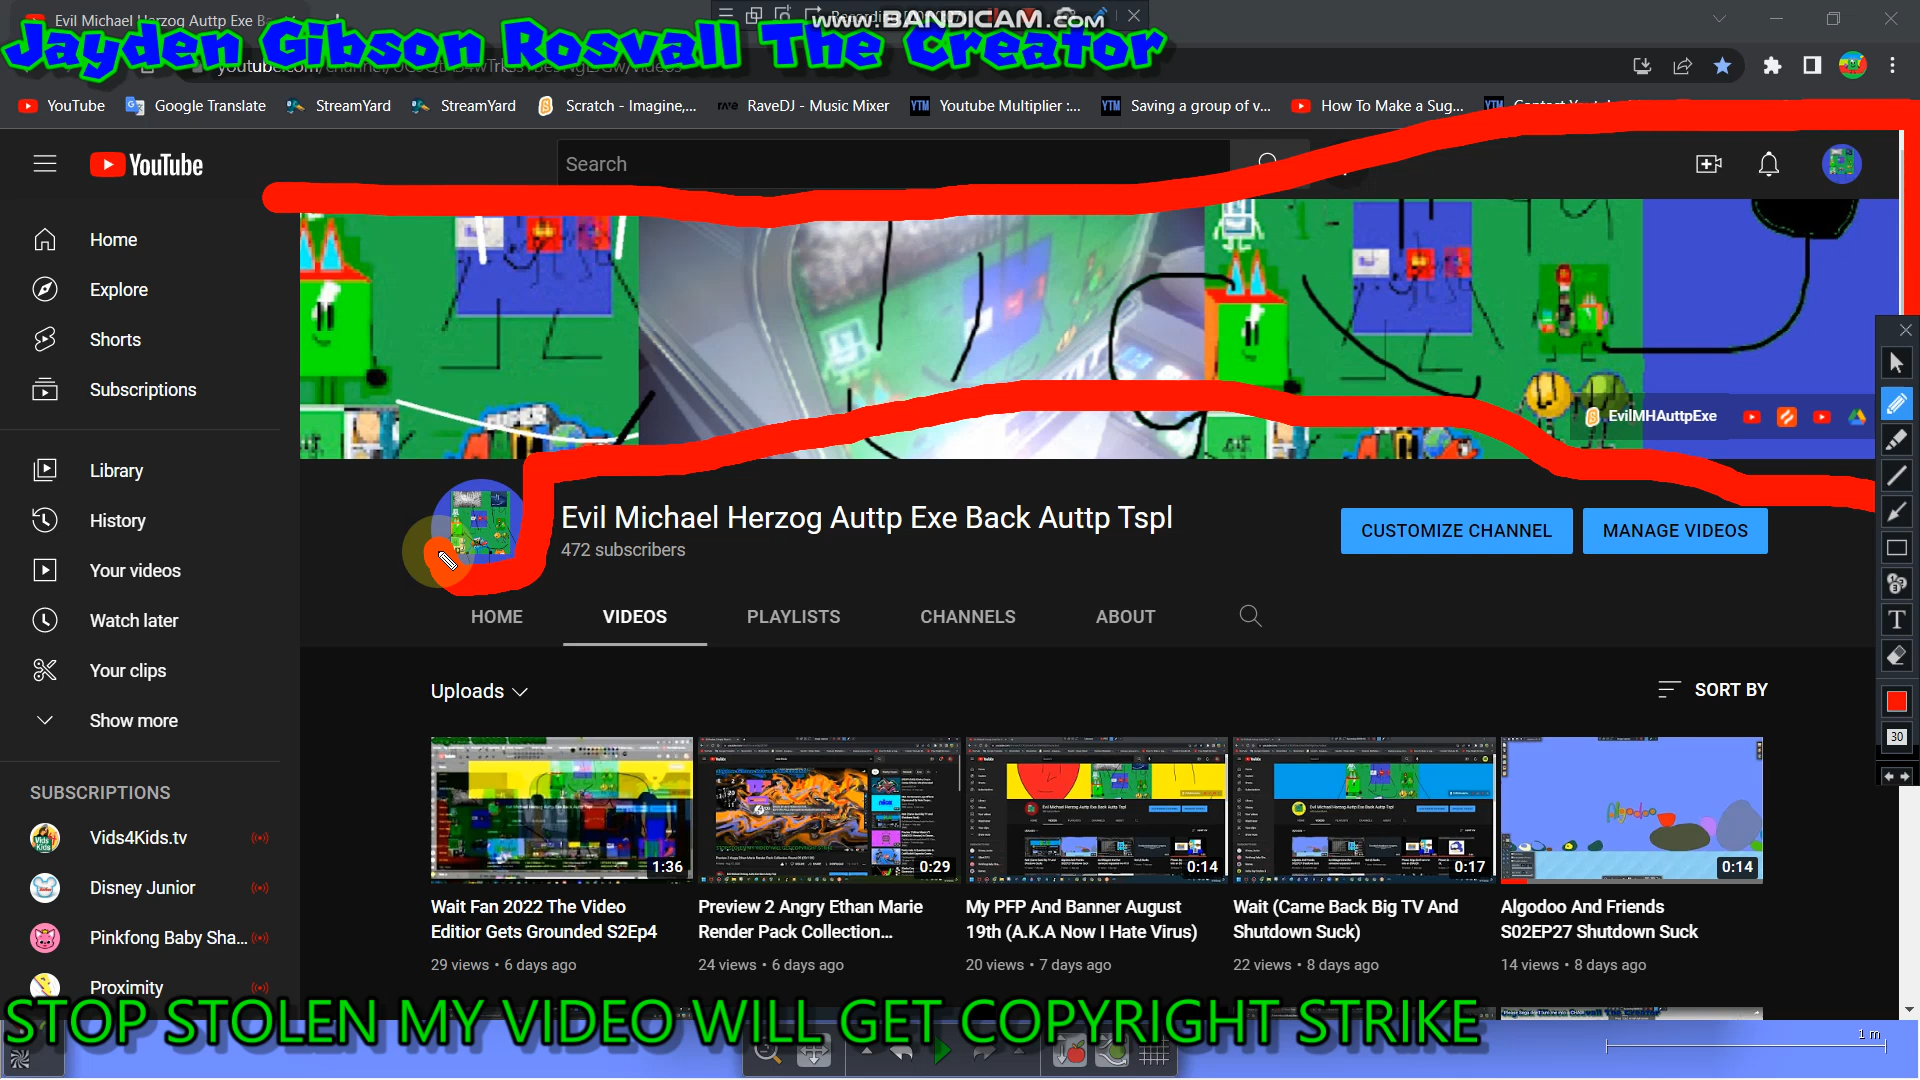 Evil Michael Herzog Auttp Exe
www.BANDICAM.com
Jayden Gibson Rosvall The Creator
YouTube
Google Translate
StreamYard
StreamYard
Scratch - Imagine,...
RaveDJ - Music Mixer
Youtube Multiplier :...
Saving a group of v...
How To Make a Sug...
YouTube
Search
Home
Explore
Shorts
Subscriptions
Library
History
Your videos
Watch later
Your clips
Show more
SUBSCRIPTIONS
Vids4Kids.tv
Disney Junior
Pinkfong Baby Sha...
Proximity
EvilMHAuttpExe
Evil Michael Herzog Auttp Exe Back Auttp Tspl
472 subscribers
CUSTOMIZE CHANNEL
MANAGE VIDEOS
HOME
VIDEOS
PLAYLISTS
CHANNELS
ABOUT
Uploads
SORT BY
1:36
0:29
0:14
0:17
0:14
Wait Fan 2022 The Video
Editior Gets Grounded S2Ep4
29 views • 6 days ago
Preview 2 Angry Ethan Marie
Render Pack Collection...
24 views • 6 days ago
My PFP And Banner August
19th (A.K.A Now I Hate Virus)
20 views • 7 days ago
Wait (Came Back Big TV And
Shutdown Suck)
22 views • 8 days ago
Algodoo And Friends
S02EP27 Shutdown Suck
14 views • 8 days ago
30
STOP STOLEN MY VIDEO WILL GET COPYRIGHT STRIKE
1 m